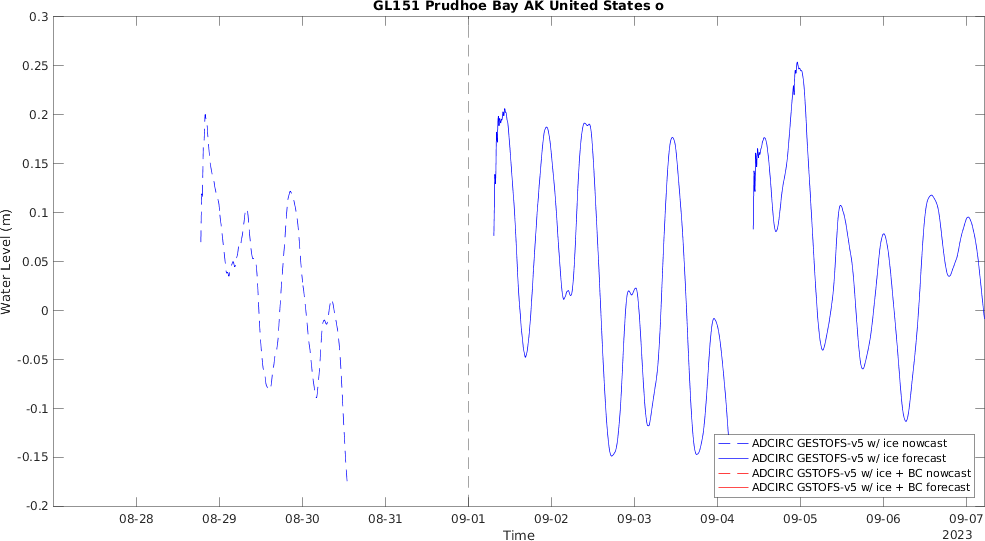 GL151 Prudhoe Bay AK United States o
0.3
0.25
0.2
0.15
0.1
0.05
0
-0.05
-0.1
-0.15
-0.2
Water Level (m)
08-28 08-29 08-30 08-31 09-01 09-02 09-03 09-04 09-05 09-06 09-07
Time
2023
ADCIRC GESTOFS-v5 w/ ice nowcast
ADCIRC GESTOFS-v5 w/ ice forecast
ADCIRC GSTOFS-v5 w/ ice + BC nowcast
ADCIRC GSTOFS-v5 w/ ice + BC forecast